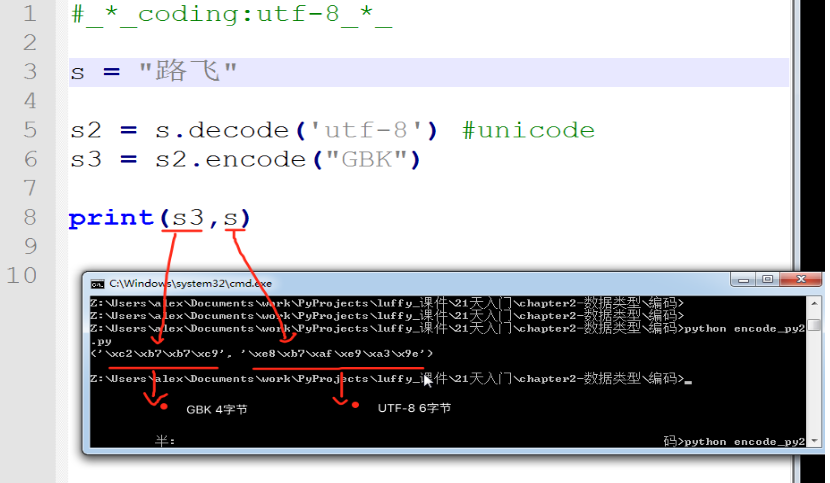 1 #_*_coding:utf-8_*_
2
3 s = "路飞"
4
5 s2 = s.decode('utf-8') #unicode
6 s3 = s2.encode("GBK")
7
8 print(s3,s)
9
10
C:\Windows\system32\cmd.exe
Z:\Users\alex\Documents\work\PyProjects\luffy_课件\21天入门\chapter2-数据类型\编码>
Z:\Users\alex\Documents\work\PyProjects\luffy_课件\21天入门\chapter2-数据类型\编码>
Z:\Users\alex\Documents\work\PyProjects\luffy_课件\21天入门\chapter2-数据类型\编码>python encode_py2
.py
('\xc2\xb7\xb7\xc9', '\xe8\xb7\xaf\xe9\xa3\x9e')
Z:\Users\alex\Documents\work\PyProjects\luffy_课件\21天入门\chapter2-数据类型\编码>_
GBK 4字节
UTF-8 6字节
半:
码>python encode_py2